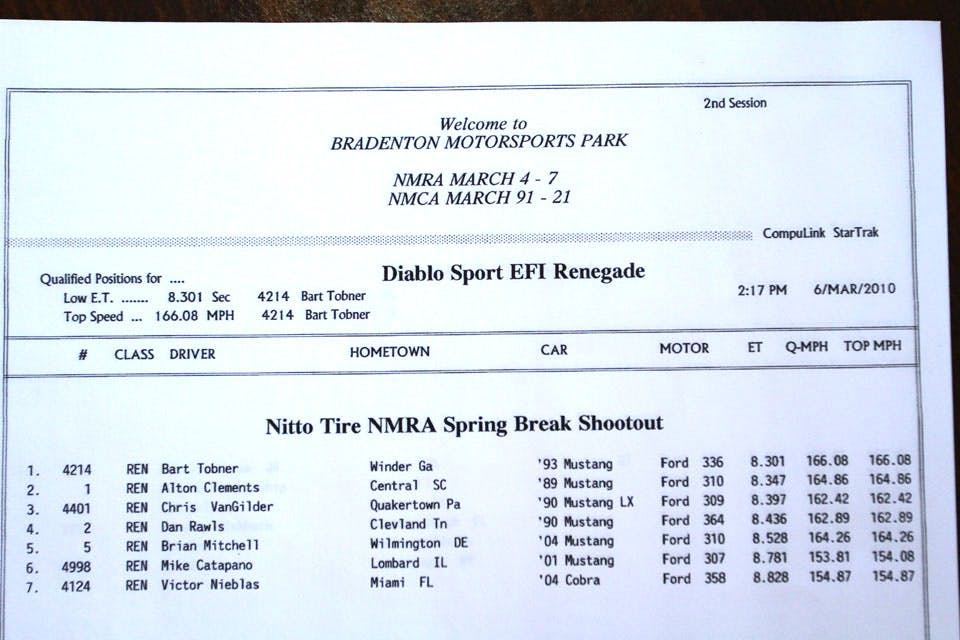 2nd Session
Welcome to
BRADENTON MOTORSPORTS PARK
NMRA MARCH 4 - 7
NMCA MARCH 91 - 21
CompuLink StarTrak
Qualified Positions for ....
Diablo Sport EFI Renegade
Low E.T. ....... 8.301 Sec 4214 Bart Tobner
2:17 PM 6/MAR/2010
Top Speed ... 166.08 MPH 4214 Bart Tobner
# CLASS DRIVER HOMETOWN CAR MOTOR ET Q-MPH TOP MPH
Nitto Tire NMRA Spring Break Shootout
1. 4214 REN Bart Tobner Winder Ga '93 Mustang Ford 336 8.301 166.08 166.08
2. 1 REN Alton Clements Central SC '89 Mustang Ford 310 8.347 164.86 164.86
3. 4401 REN Chris VanGilder Quakertown Pa '90 Mustang LX Ford 309 8.397 162.42 162.42
4. 2 REN Dan Rawls Clevland Tn '90 Mustang Ford 364 8.436 162.89 162.89
5. 5 REN Brian Mitchell Wilmington DE '04 Mustang Ford 310 8.528 164.26 164.26
6. 4998 REN Mike Catapano Lombard IL '01 Mustang Ford 307 8.781 153.81 154.08
7. 4124 REN Victor Nieblas Miami FL '04 Cobra Ford 358 8.828 154.87 154.87